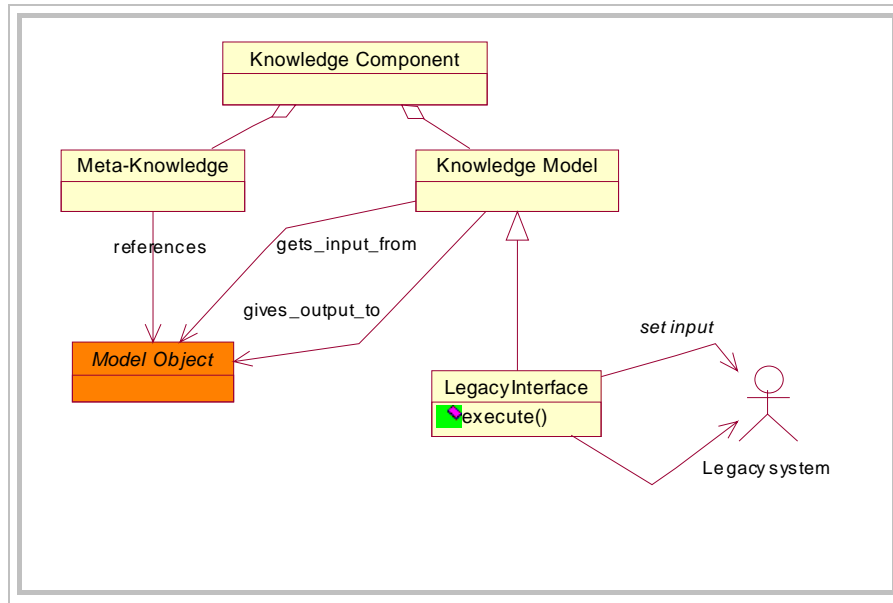 Knowledge Component
Meta-Knowledge
Knowledge Model
references
gets_input_from
gives_output_to
set input
Model Object
LegacyInterface
execute()
Legacy system